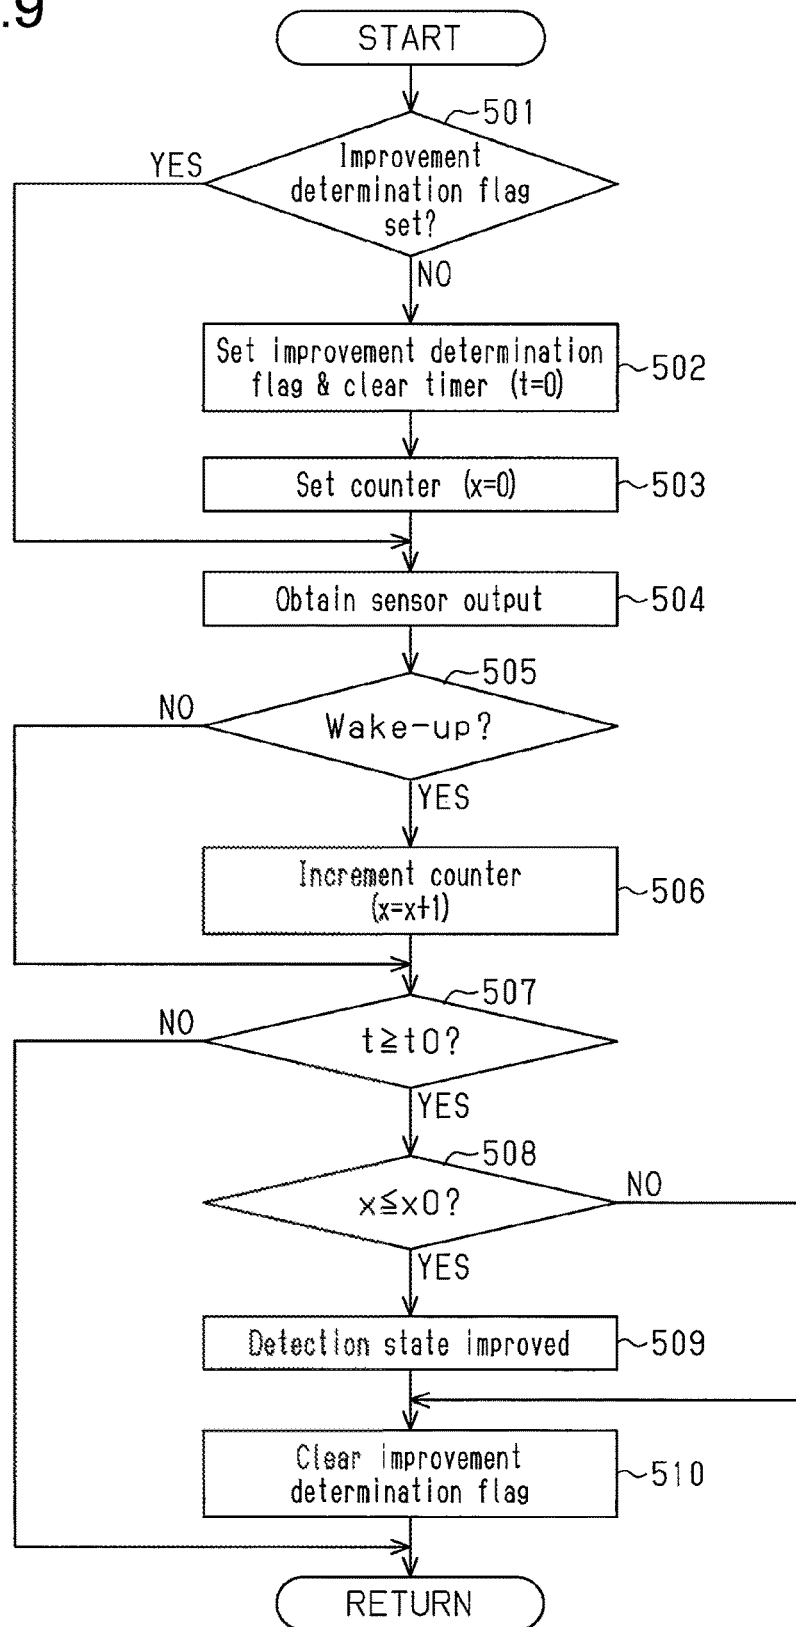 .9
START
501
Improvement
determination flag
set?
YES
NO
Set improvement determination
flag & clear timer (t=0)
502
Set counter (x=0)
503
Obtain sensor output
504
505
Wake-up?
NO
YES
Increment counter
(x=x+1)
506
507
t≧t0?
NO
YES
508
x≦x0?
NO
YES
Detection state improved
509
Clear improvement
determination flag
510
RETURN